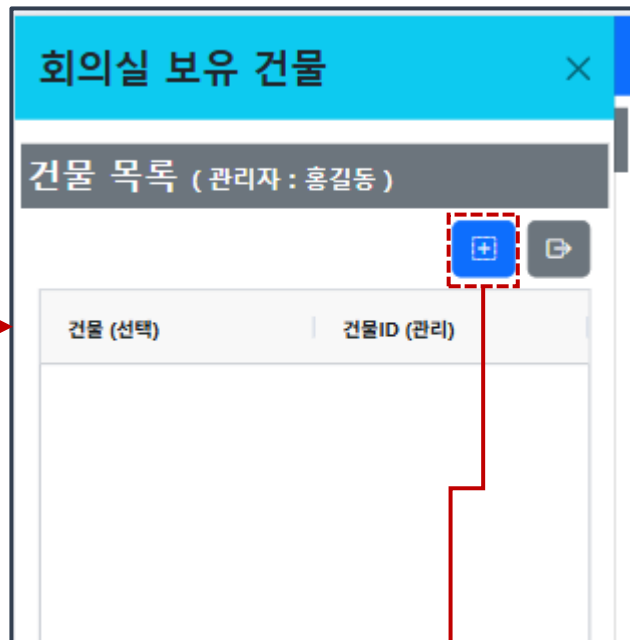 회의실 보유 건물
건물 목록 ( 관리자 : 홍길동 )
건물 (선택) 건물ID (관리)